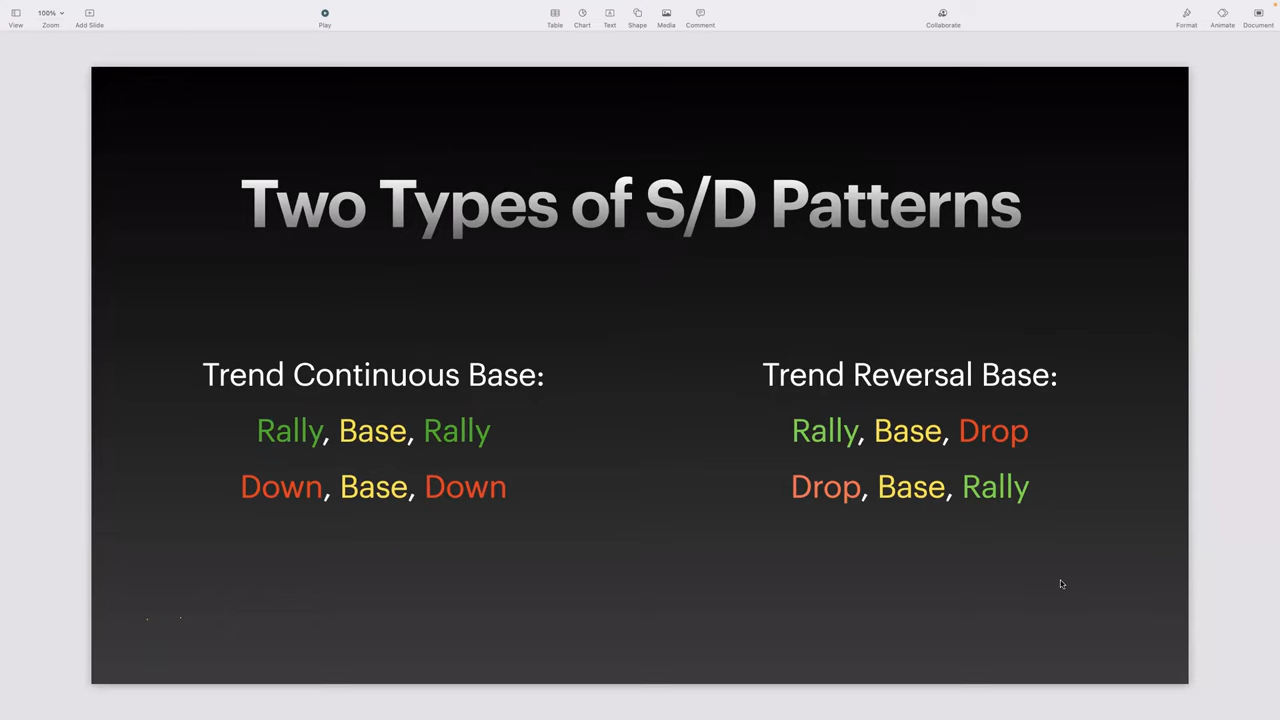 100%
View
Zoom
Add Slide
Play
Table
Chart
Text
Shape
Media
Comment
Collaborate
Format
Animate
Document
Two Types of S/D Patterns
Trend Continuous Base:
Rally, Base, Rally
Down, Base, Down
Trend Reversal Base:
Rally, Base, Drop
Drop, Base, Rally